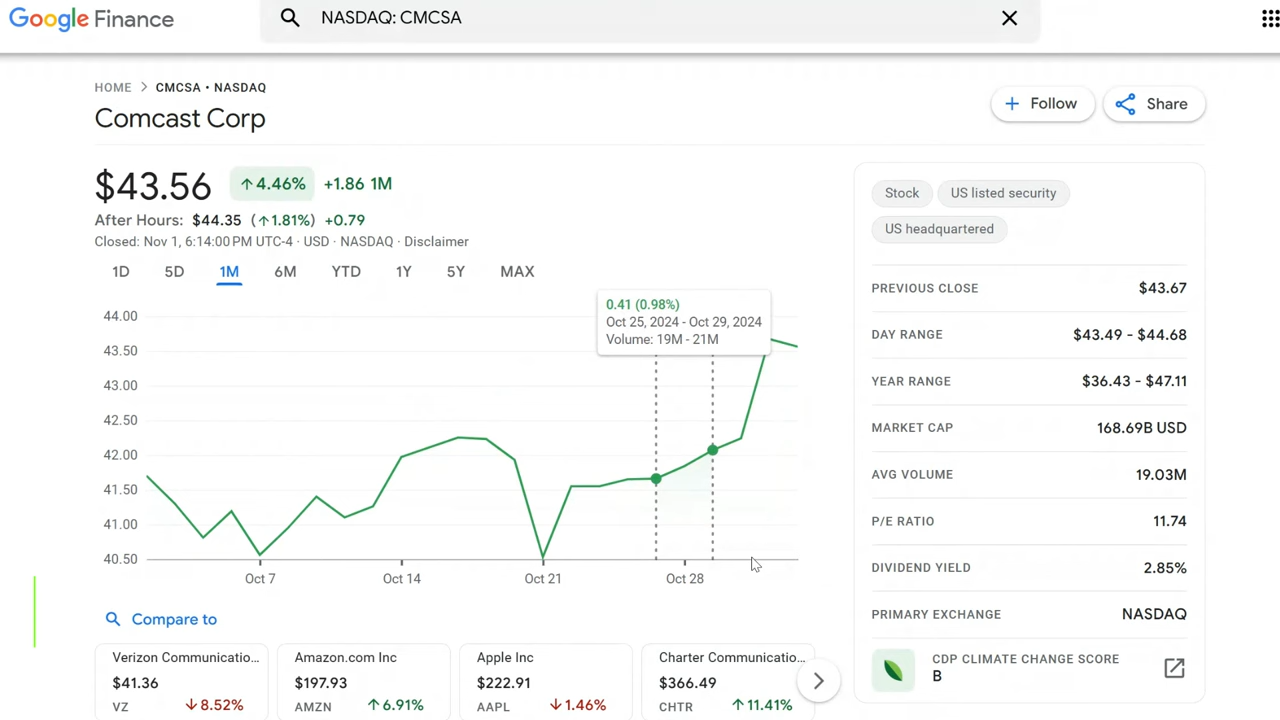 Google Finance
NASDAQ: CMCSA
HOME > CMCSA • NASDAQ
Comcast Corp
+ Follow
Share
$43.56 ↑ 4.46% +1.86 1M
After Hours: $44.35 (↑1.81%) +0.79
Closed: Nov 1, 6:14:00 PM UTC-4 · USD · NASDAQ · Disclaimer
1D 5D 1M 6M YTD 1Y 5Y MAX
0.41 (0.98%)
Oct 25, 2024 - Oct 29, 2024
Volume: 19M - 21M
44.00
43.50
43.00
42.50
42.00
41.50
41.00
40.50
Oct 7 Oct 14 Oct 21 Oct 28
Compare to
Verizon Communicatio...
$41.36
VZ ↓ 8.52%
Amazon.com Inc
$197.93
AMZN ↑ 6.91%
Apple Inc
$222.91
AAPL ↓ 1.46%
Charter Communicatio...
$366.49
CHTR ↑ 11.41%
Stock US listed security
US headquartered
PREVIOUS CLOSE $43.67
DAY RANGE $43.49 - $44.68
YEAR RANGE $36.43 - $47.11
MARKET CAP 168.69B USD
AVG VOLUME 19.03M
P/E RATIO 11.74
DIVIDEND YIELD 2.85%
PRIMARY EXCHANGE NASDAQ
CDP CLIMATE CHANGE SCORE
B